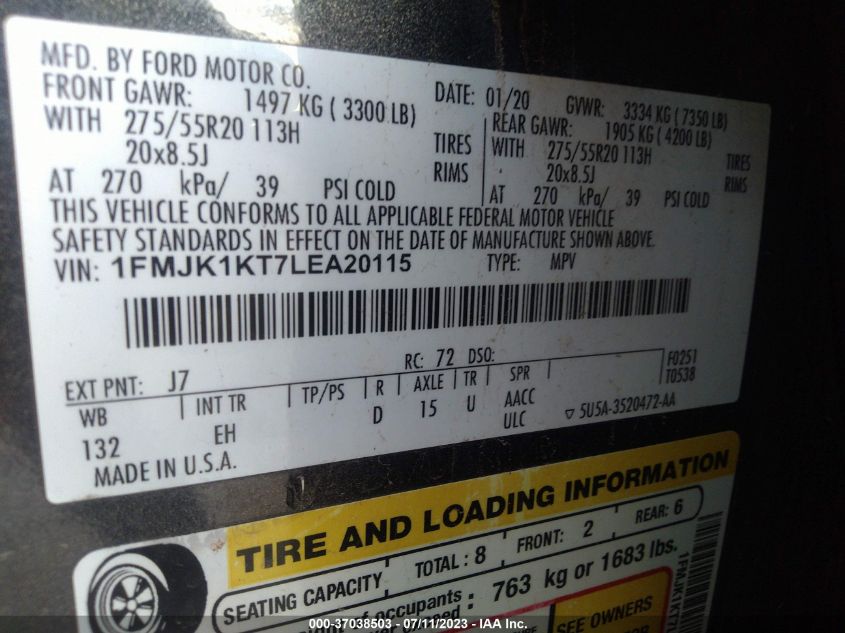 MFD. BY FORD MOTOR CO.
DATE: 01/20 GVWR: 3334 KG (7350 LB)
FRONT GAWR: 1497 KG (3300 LB)
REAR GAWR: 1905 KG (4200 LB)
WITH 275/55R20 113H TIRES
WITH 275/55R20 113H TIRES
20x8.5J RIMS
20x8.5J RIMS
AT 270 kPa/ 39 PSI COLD
AT 270 kPa/ 39 PSI COLD
THIS VEHICLE CONFORMS TO ALL APPLICABLE FEDERAL MOTOR VEHICLE
SAFETY STANDARDS IN EFFECT ON THE DATE OF MANUFACTURE SHOWN ABOVE.
VIN: 1FMJK1KT7LEA20115 TYPE: MPV
EXT PNT: J7 RC: 72 DSO: F0251
T0538
WB INT TR TP/PS R AXLE TR SPR
132 EH D 15 U AACC
ULC ▽ 5U5A-3520472-AA
MADE IN U.S.A.
TIRE AND LOADING INFORMATION
SEATING CAPACITY TOTAL: 8 FRONT: 2 REAR: 6
of occupants 763 kg or 1683 lbs.
SEE OWNERS
1FMJK1KT7L
000-37038503 - 07/11/2023 - IAA Inc.